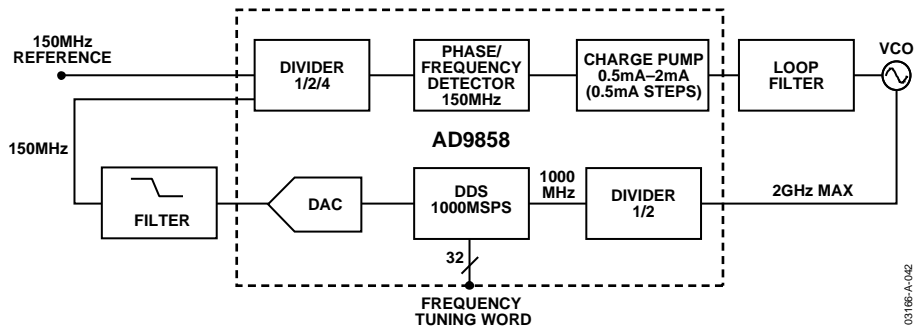 150MHz
REFERENCE
DIVIDER
1/2/4
PHASE/
FREQUENCY
DETECTOR
150MHz
CHARGE PUMP
0.5mA–2mA
(0.5mA STEPS)
LOOP
FILTER
VCO
AD9858
150MHz
FILTER
DAC
DDS
1000MSPS
1000
MHz
DIVIDER
1/2
2GHz MAX
32
FREQUENCY
TUNING WORD
03166-A-042